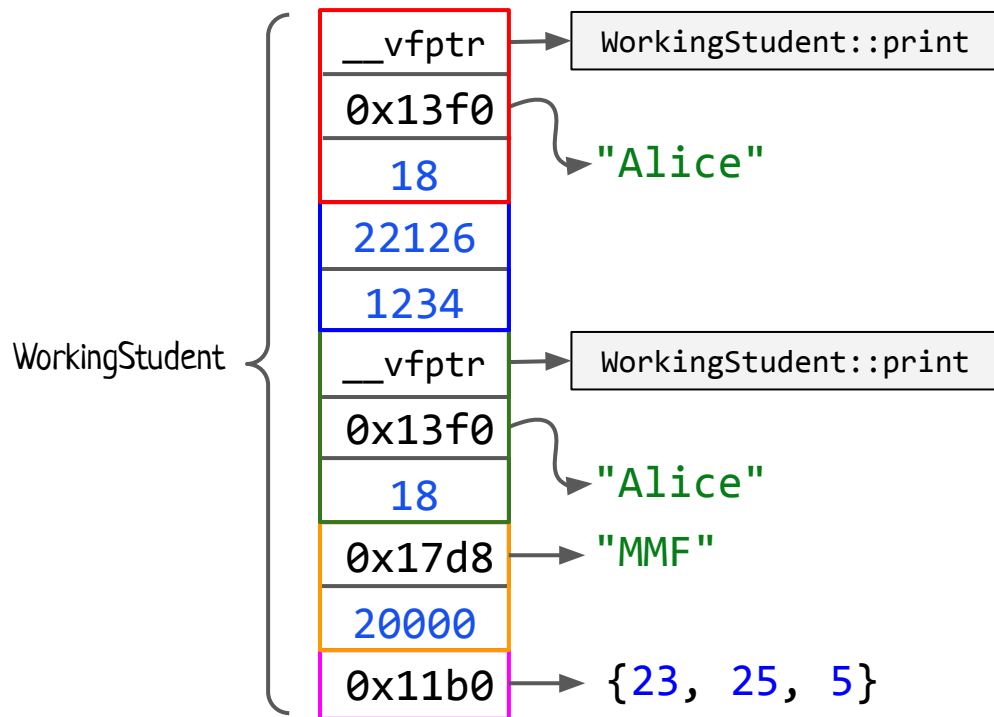 __vfptr WorkingStudent::print
0x13f0
"Alice"
18
22126
1234
WorkingStudent
__vfptr WorkingStudent::print
0x13f0
"Alice"
18
0x17d8 "MMF"
20000
0x11b0 {23, 25, 5}